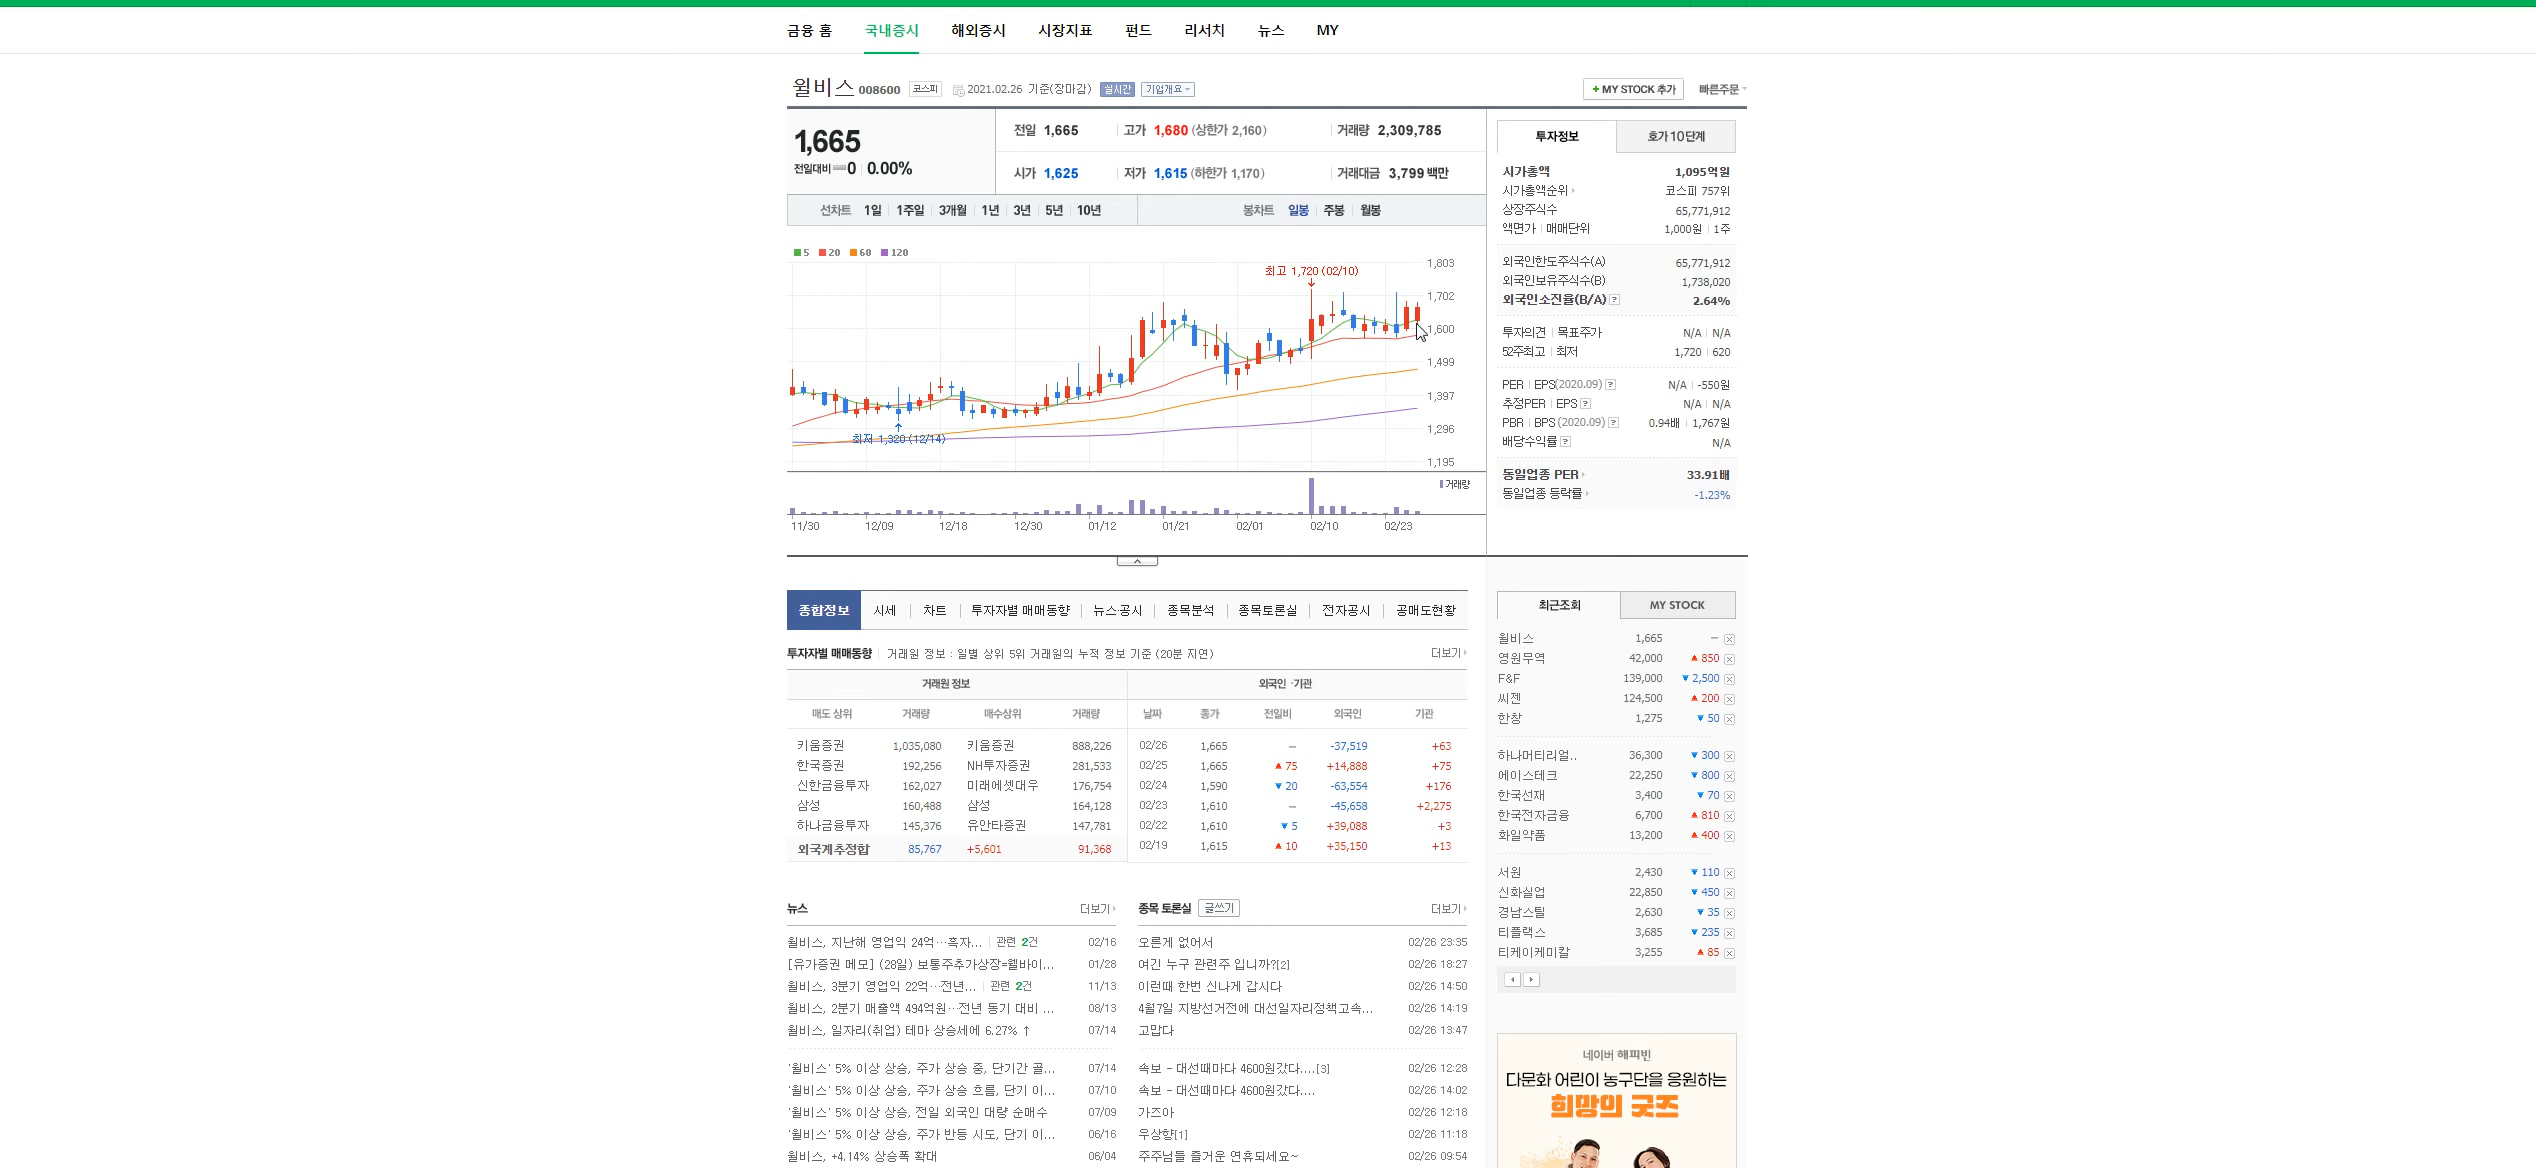 금융 홈 국내증시 해외증시 시장지표 펀드 리서치 뉴스 MY
윌비스 008600 코스피 2021.02.26 기준(장마감) 실시간 기업개요
+ MY STOCK 추가 빠른주문
1,665
전일대비 0 0.00%
전일 1,665 고가 1,680 (상한가 2,160) 거래량 2,309,785
시가 1,625 저가 1,615 (하한가 1,170) 거래대금 3,799 백만
선차트 1일 1주일 3개월 1년 3년 5년 10년 봉차트 일봉 주봉 월봉
5 20 60 120
최고 1,720 (02/10)
최저 1,320 (12/14)
1,803
1,702
1,600
1,499
1,397
1,296
1,195
거래량
11/30 12/09 12/18 12/30 01/12 01/21 02/01 02/10 02/23
투자정보 호가 10단계
시가총액 1,095억원
시가총액순위 코스피 757위
상장주식수 65,771,912
액면가 매매단위 1,000원 1주
외국인한도주식수(A) 65,771,912
외국인보유주식수(B) 1,738,020
외국인소진율(B/A) ? 2.64%
투자의견 목표주가 N/A N/A
52주최고 최저 1,720 620
PER EPS(2020.09) ? N/A -550원
추정PER EPS ? N/A N/A
PBR BPS (2020.09) ? 0.94배 1,767원
배당수익률 ? N/A
동일업종 PER 33.91배
동일업종 등락률 -1.23%
종합정보 시세 차트 투자자별 매매동향 뉴스·공시 종목분석 종목토론실 전자공시 공매도현황
투자자별 매매동향 거래원 정보 : 일별 상위 5위 거래원의 누적 정보 기준 (20분 지연) 더보기
거래원 정보 외국인 ·기관
매도 상위 거래량 매수상위 거래량 날짜 종가 전일비 외국인 기관
키움증권 1,035,080 키움증권 888,226 02/26 1,665 – -37,519 +63
한국증권 192,256 NH투자증권 281,533 02/25 1,665 ▲ 75 +14,888 +75
신한금융투자 162,027 미래에셋대우 176,754 02/24 1,590 ▼ 20 -63,554 +176
삼성 160,488 삼성 164,128 02/23 1,610 – -45,658 +2,275
하나금융투자 145,376 유안타증권 147,781 02/22 1,610 ▼ 5 +39,088 +3
외국계추정합 85,767 +5,601 91,368 02/19 1,615 ▲ 10 +35,150 +13
뉴스 더보기
윌비스, 지난해 영업익 24억…흑자... 관련 2건 02/16
[유가증권 메모] (28일) 보통주추가상장=웰바이... 01/28
윌비스, 3분기 영업익 22억…전년... 관련 2건 11/13
윌비스, 2분기 매출액 494억원…전년 동기 대비 ... 08/13
윌비스, 일자리(취업) 테마 상승세에 6.27% ↑ 07/14
'윌비스' 5% 이상 상승, 주가 상승 중, 단기간 골... 07/14
'윌비스' 5% 이상 상승, 주가 상승 흐름, 단기 이... 07/10
'윌비스' 5% 이상 상승, 전일 외국인 대량 순매수 07/09
'윌비스' 5% 이상 상승, 주가 반등 시도, 단기 이... 06/16
윌비스, +4.14% 상승폭 확대 06/04
종목 토론실 글쓰기 더보기
오른게 없어서 02/26 23:35
여긴 누구 관련주 입니까?[2] 02/26 18:27
이런때 한번 신나게 갑시다 02/26 14:50
4월7일 지방선거전에 대선일자리정책고속... 02/26 14:19
고맙다 02/26 13:47
속보 - 대선때마다 4600원갔다....[3] 02/26 12:28
속보 - 대선때마다 4600원갔다.... 02/26 14:02
가즈아 02/26 12:18
우상향[1] 02/26 11:18
주주님들 즐거운 연휴되세요~ 02/26 09:54
최근조회 MY STOCK
윌비스 1,665 –
영원무역 42,000 ▲ 850
F&F 139,000 ▼ 2,500
씨젠 124,500 ▲ 200
한창 1,275 ▼ 50
하나머티리얼.. 36,300 ▼ 300
에이스테크 22,250 ▼ 800
한국선재 3,400 ▼ 70
한국전자금융 6,700 ▲ 810
화일약품 13,200 ▲ 400
서원 2,430 ▼ 110
신화실업 22,850 ▼ 450
경남스틸 2,630 ▼ 35
티플랙스 3,685 ▼ 235
티케이케미칼 3,255 ▲ 85
네이버 해피빈
다문화 어린이 농구단을 응원하는
희망의 굿즈